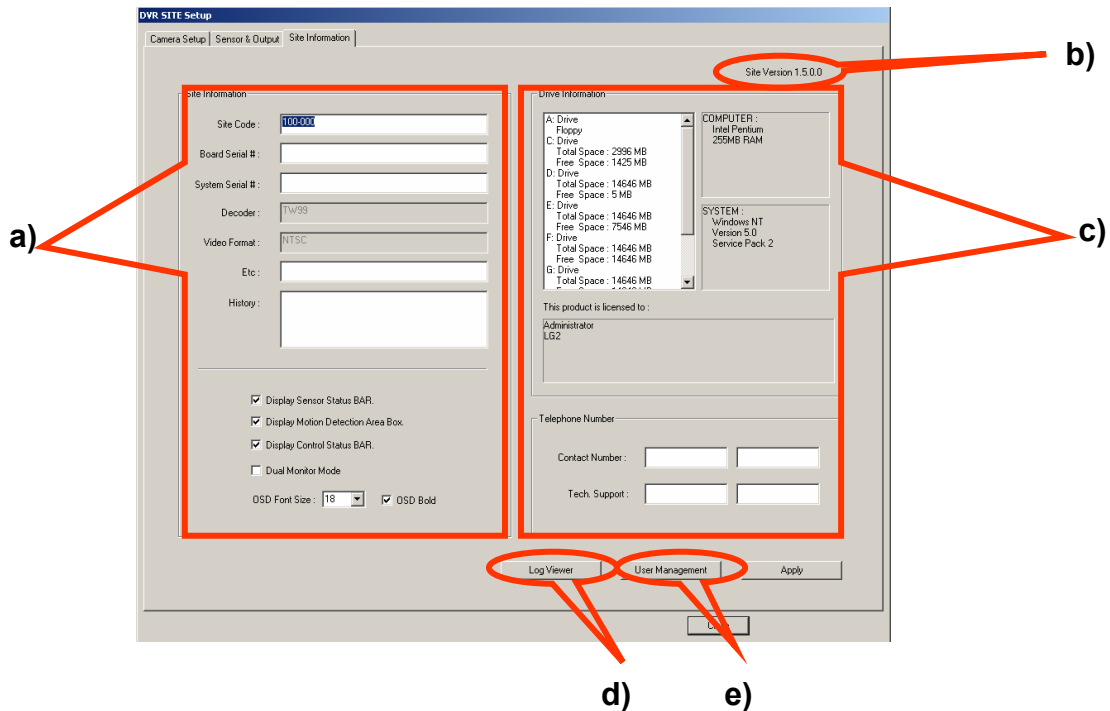 DVR SITE Setup
Camera Setup Sensor & Output Site Information
b)
Site Version 1.5.0.0
Site Information
Site Code : 100-000
Board Serial # :
System Serial # :
Decoder : TW99
Video Format : NTSC
Etc :
History :
Display Sensor Status BAR.
Display Motion Detection Area Box.
Display Control Status BAR.
Dual Monitor Mode
OSD Font Size : 18 OSD Bold
a)
Drive Information
A: Drive
Floppy
C: Drive
Total Space : 2996 MB
Free Space : 1425 MB
D: Drive
Total Space : 14646 MB
Free Space : 5 MB
E: Drive
Total Space : 14646 MB
Free Space : 7546 MB
F: Drive
Total Space : 14646 MB
Free Space : 14646 MB
G: Drive
Total Space : 14646 MB
COMPUTER :
Intel Pentium
255MB RAM
SYSTEM :
Windows NT
Version 5.0
Service Pack 2
c)
This product is licensed to :
Administrator
LG2
Telephone Number
Contact Number :
Tech. Support :
Log Viewer User Management Apply
d) e)